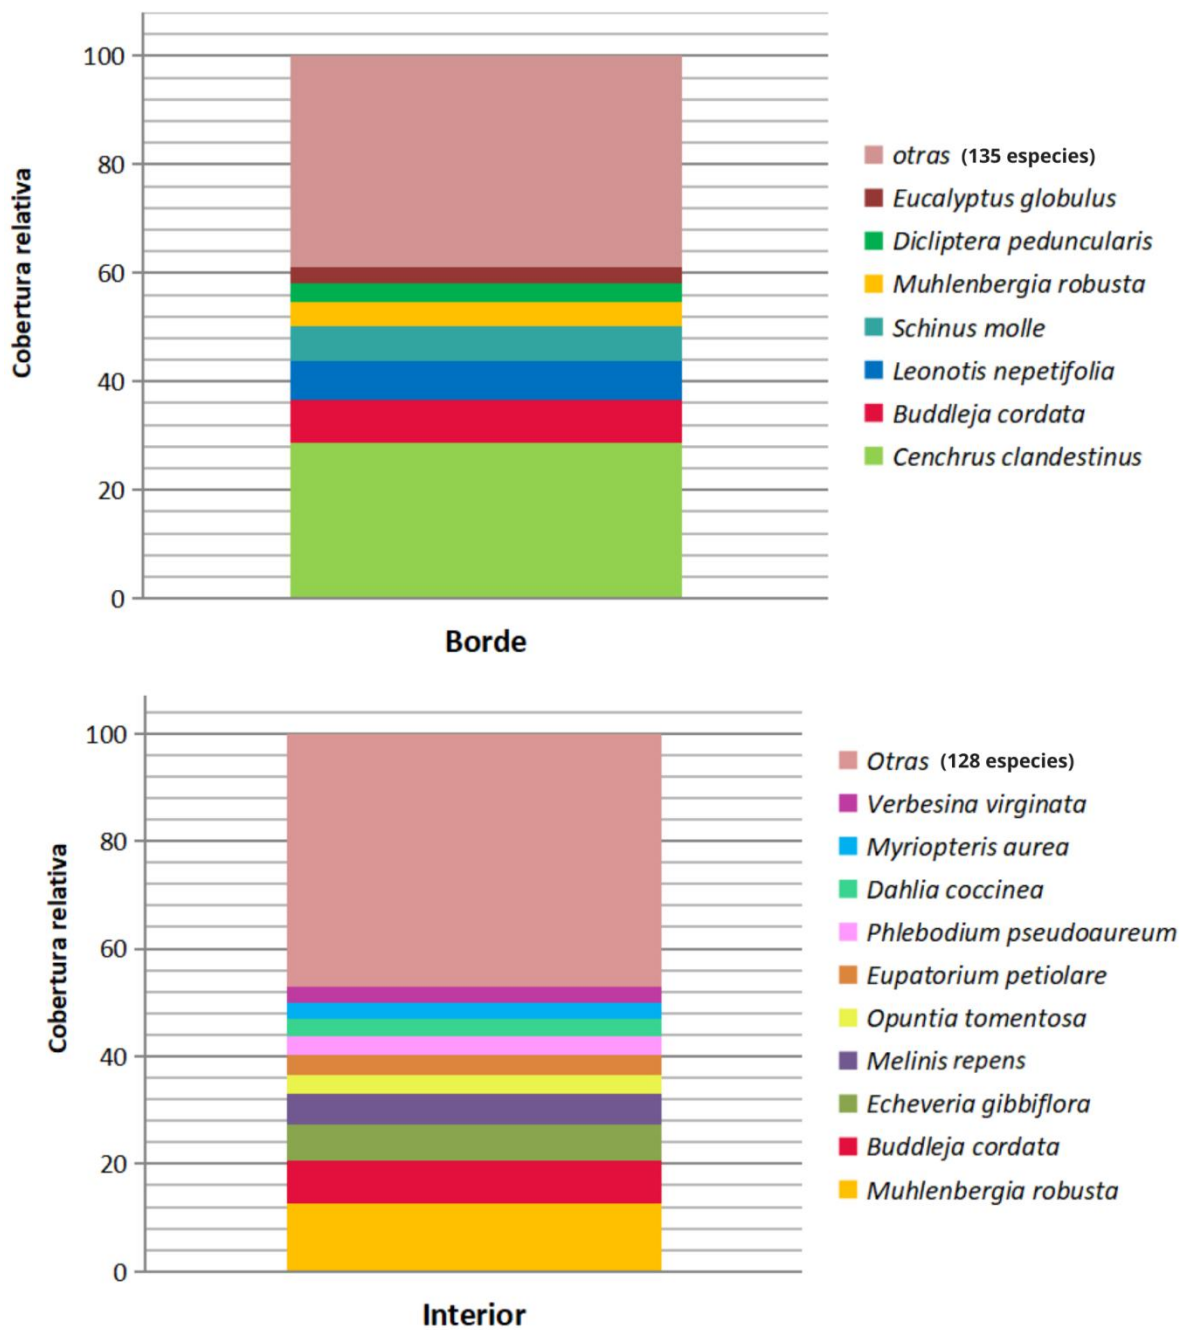 100
80
60
40
20
0
Cobertura relativa
Borde
otras (135 especies)
Eucalyptus globulus
Dicliptera peduncularis
Muhlenbergia robusta
Schinus molle
Leonotis nepetifolia
Buddleja cordata
Cenchrus clandestinus
100
80
60
40
20
0
Cobertura relativa
Interior
Otras (128 especies)
Verbesina virginata
Myriopteris aurea
Dahlia coccinea
Phlebodium pseudoaureum
Eupatorium petiolare
Opuntia tomentosa
Melinis repens
Echeveria gibbiflora
Buddleja cordata
Muhlenbergia robusta